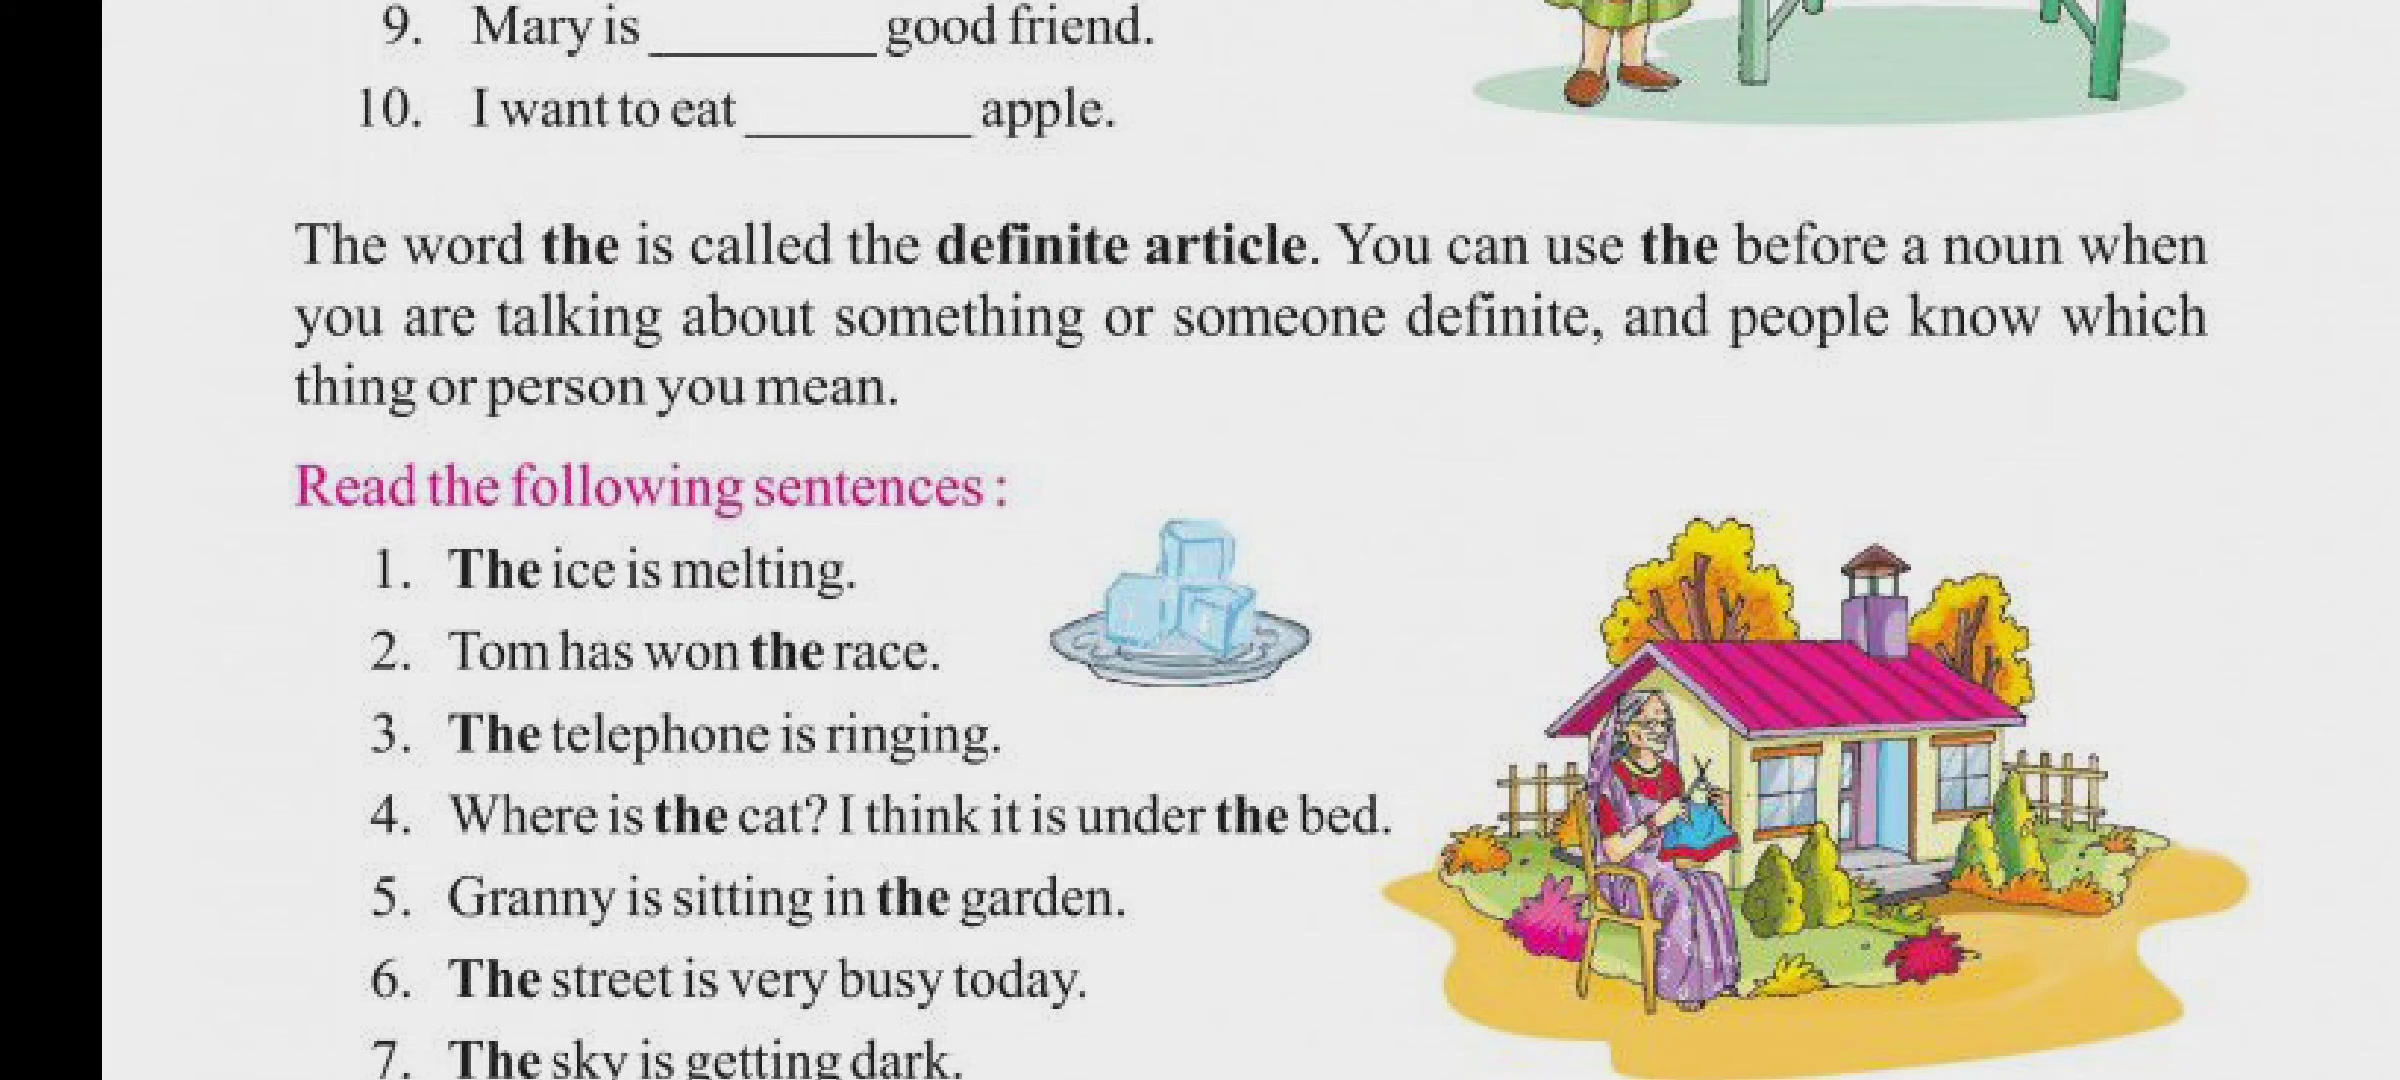 9. Mary is ________ good friend.
10. I want to eat ________ apple.
The word the is called the definite article. You can use the before a noun when
you are talking about something or someone definite, and people know which
thing or person you mean.
Read the following sentences :
1. The ice is melting.
2. Tom has won the race.
3. The telephone is ringing.
4. Where is the cat? I think it is under the bed.
5. Granny is sitting in the garden.
6. The street is very busy today.
7. The sky is getting dark.